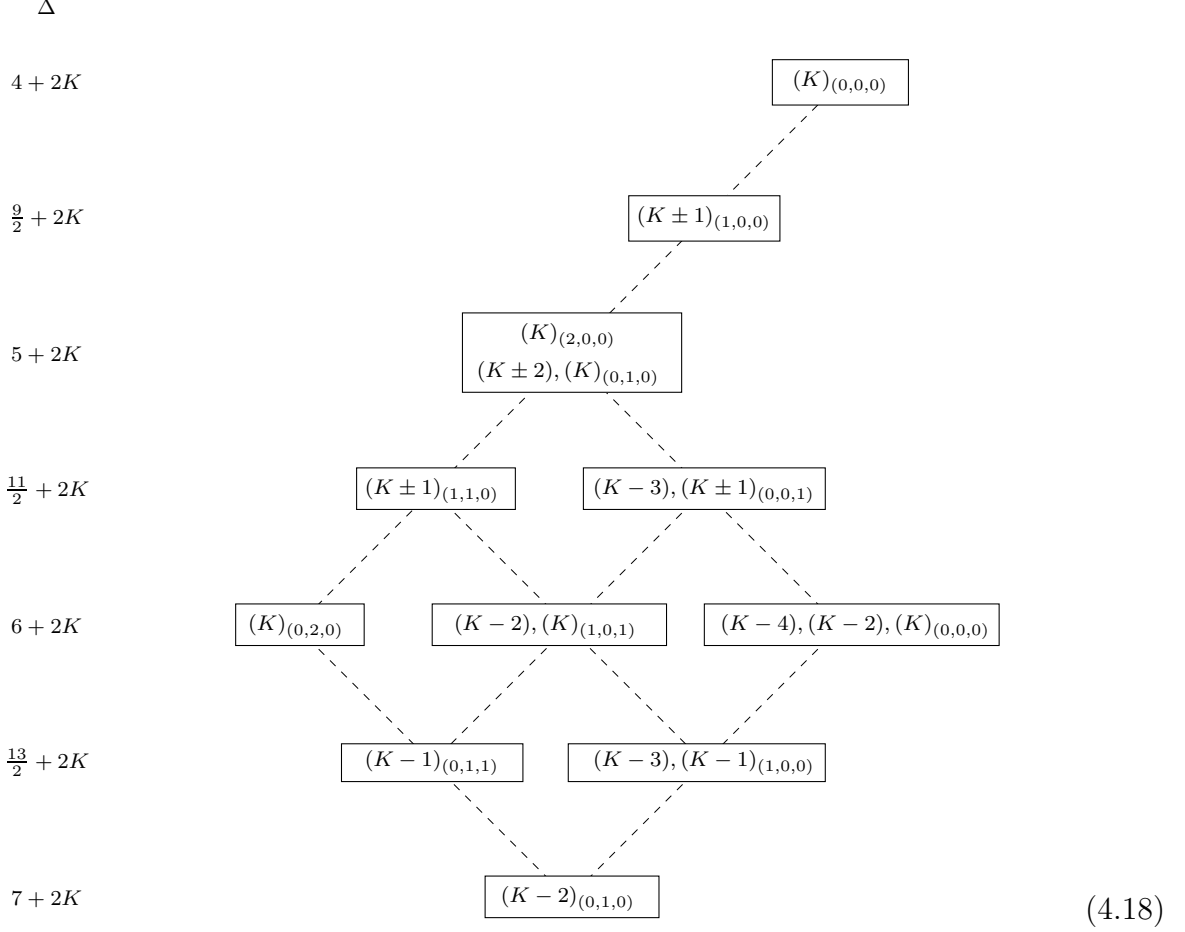 Δ
4 + 2K
(K)(0,0,0)
9/2 + 2K
(K ± 1)(1,0,0)
5 + 2K
(K)(2,0,0)
(K ± 2), (K)(0,1,0)
11/2 + 2K
(K ± 1)(1,1,0)
(K − 3), (K ± 1)(0,0,1)
6 + 2K
(K)(0,2,0)
(K − 2), (K)(1,0,1)
(K − 4), (K − 2), (K)(0,0,0)
13/2 + 2K
(K − 1)(0,1,1)
(K − 3), (K − 1)(1,0,0)
7 + 2K
(K − 2)(0,1,0)
(4.18)